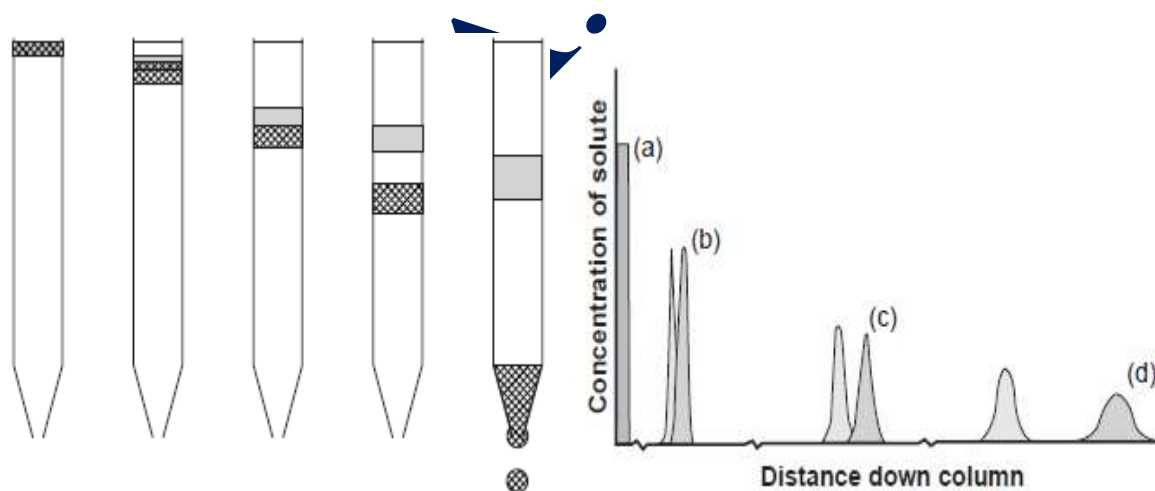 Concentration of solute
(a)
(b)
(c)
(d)
Distance down column